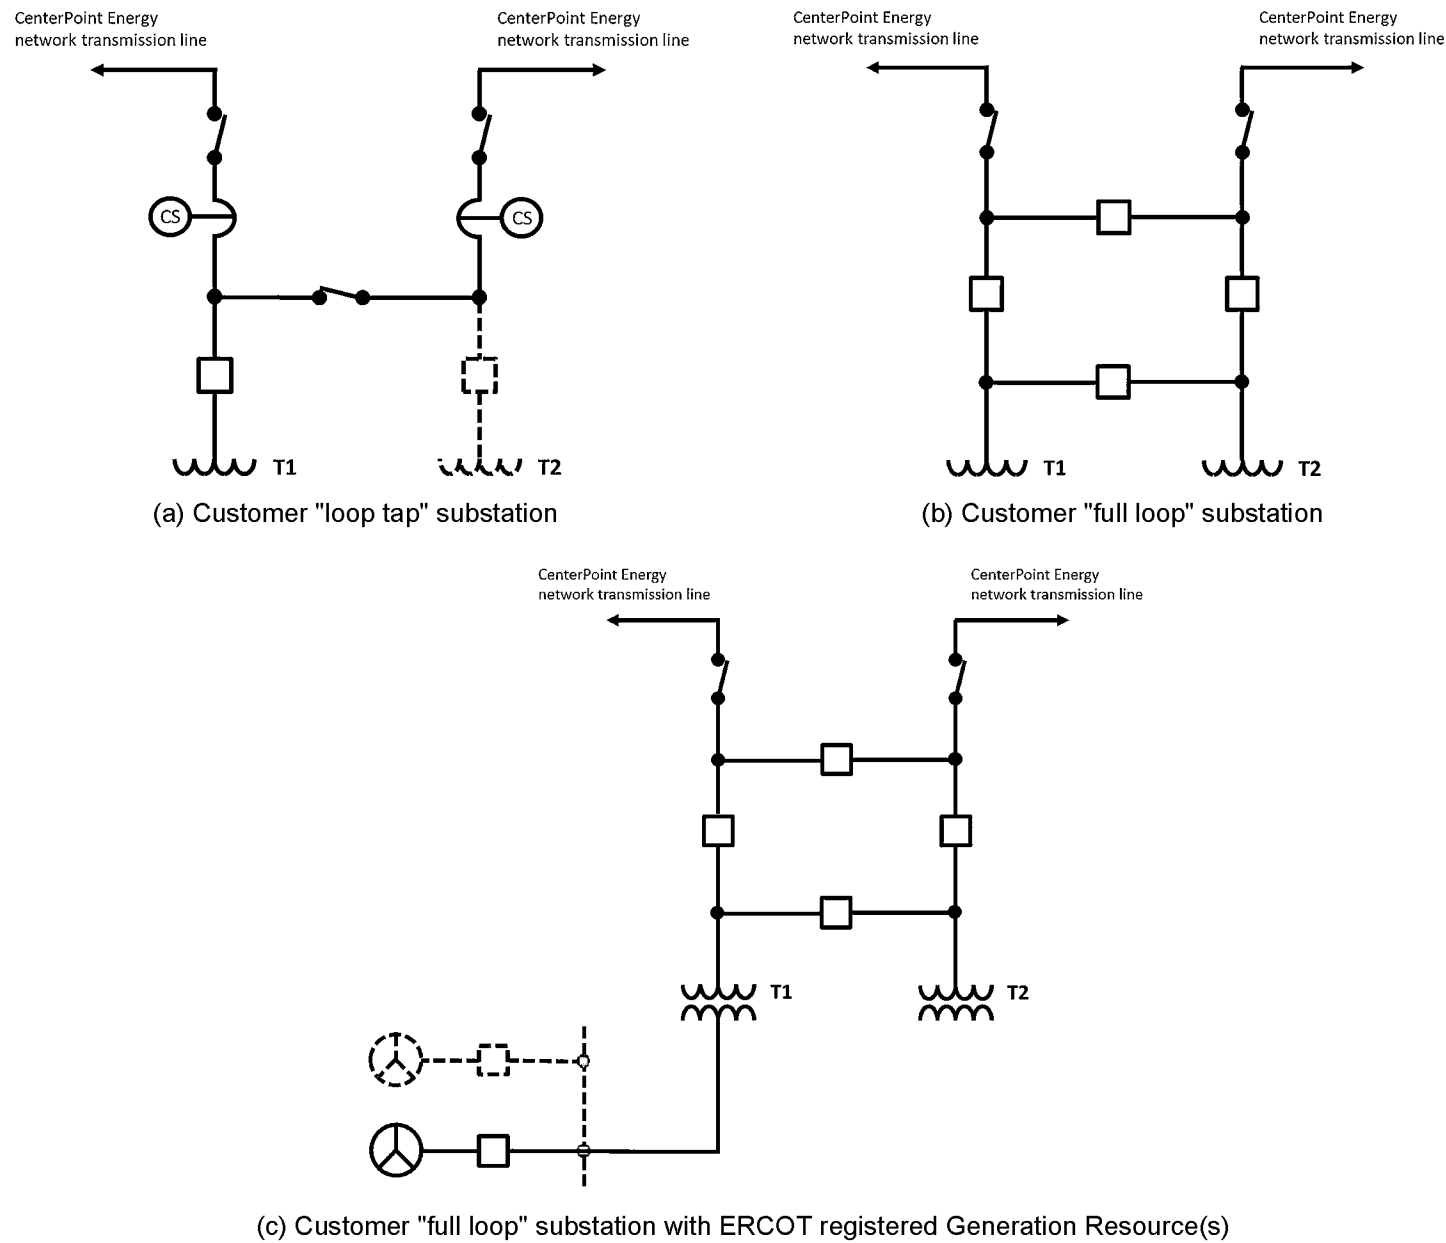 CenterPoint Energy
network transmission line
CenterPoint Energy
network transmission line
CS
CS
T1
T2
(a) Customer "loop tap" substation
CenterPoint Energy
network transmission line
CenterPoint Energy
network transmission line
T1
T2
(b) Customer "full loop" substation
CenterPoint Energy
network transmission line
CenterPoint Energy
network transmission line
T1
T2
(c) Customer "full loop" substation with ERCOT registered Generation Resource(s)